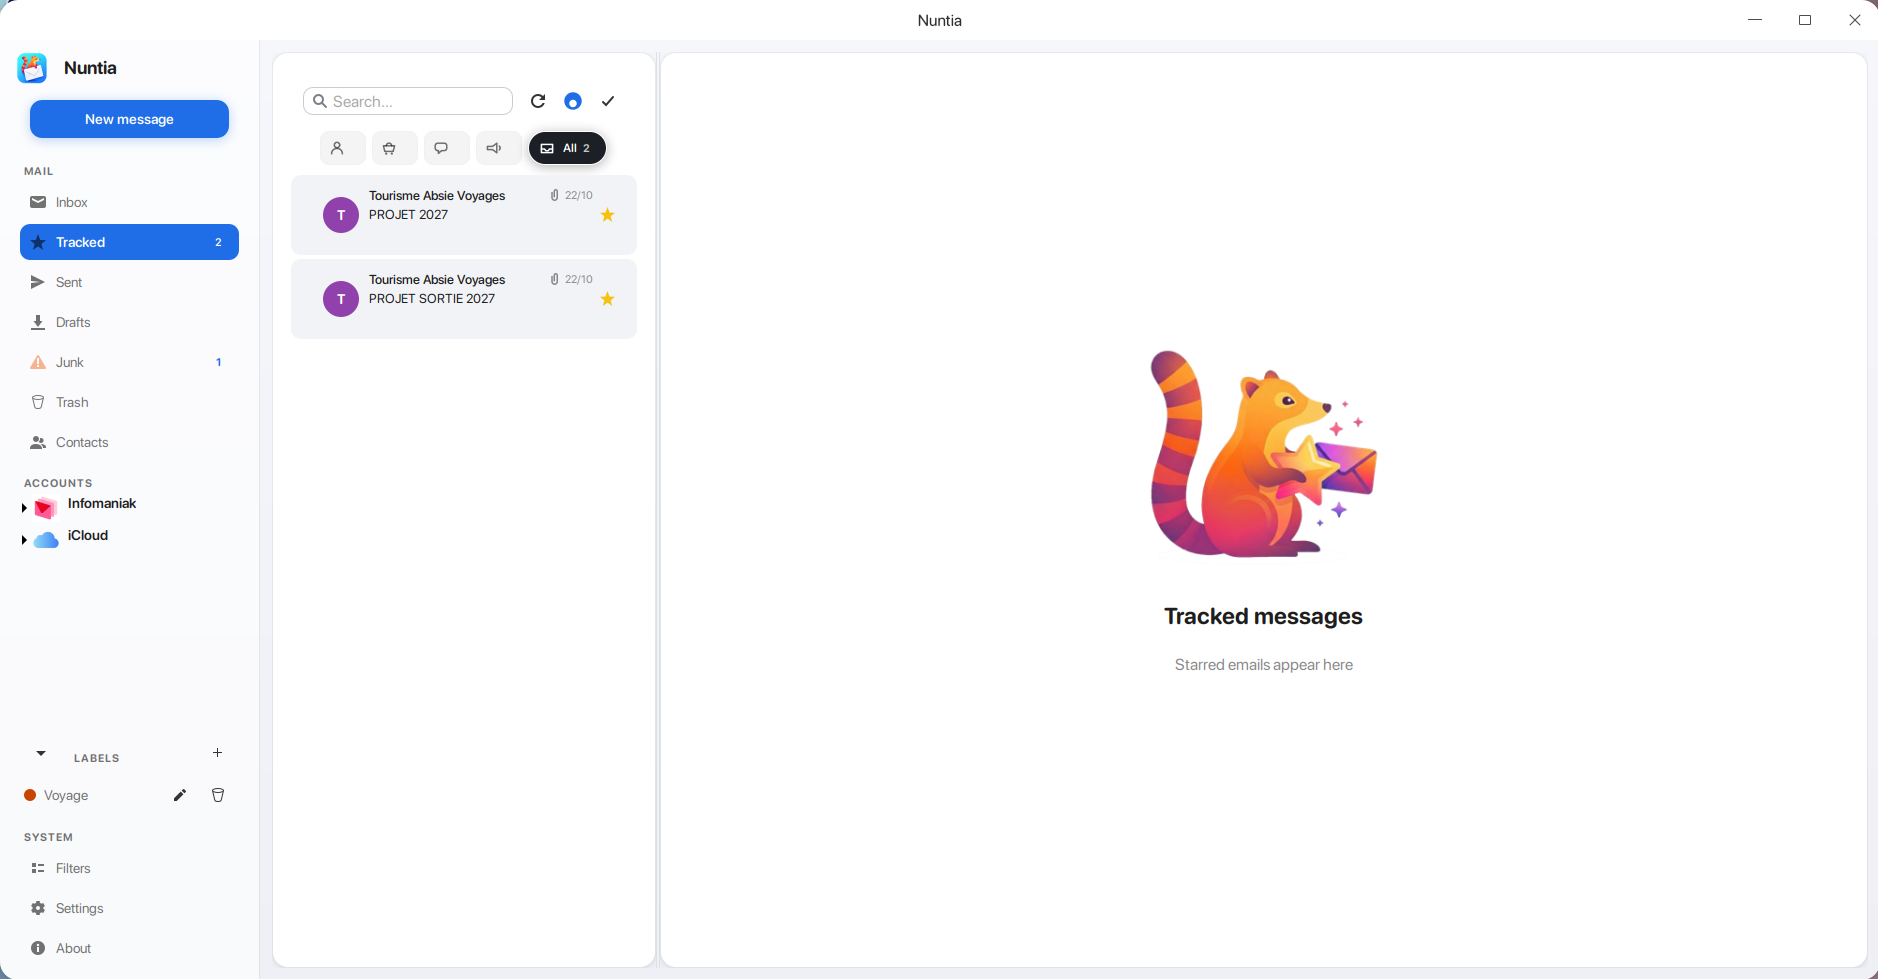 Nuntia
Nuntia
New message
MAIL
Inbox
Tracked 2
Sent
Drafts
Junk 1
Trash
Contacts
ACCOUNTS
Infomaniak
iCloud
LABELS
Voyage
SYSTEM
Filters
Settings
About
Search...
All 2
T
Tourisme Absie Voyages 22/10
PROJET 2027
T
Tourisme Absie Voyages 22/10
PROJET SORTIE 2027
Tracked messages
Starred emails appear here